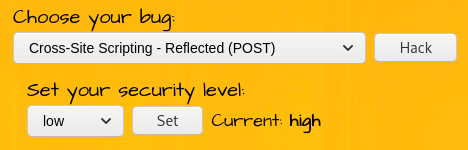 Choose your bug:
Cross-Site Scripting - Reflected (POST) Hack
Set your security level:
low Set Current: high